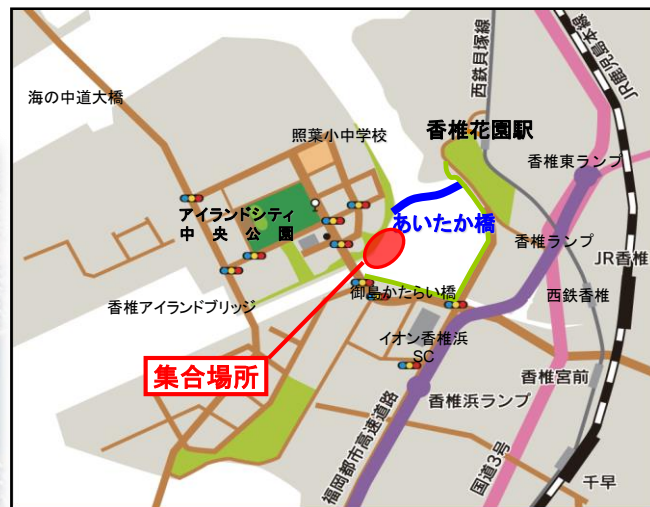 海の中道大橋
照葉小中学校
西鉄貝塚線
JR鹿児島本線
香椎花園駅
香椎東ランプ
アイランドシティ
中央公園
あいたか橋
香椎ランプ
JR香椎
西鉄香椎
御島かたらい橋
香椎アイランドブリッジ
イオン香椎浜
SC
集合場所
香椎宮前
香椎浜ランプ
福岡都市高速道路
国道3号
千早